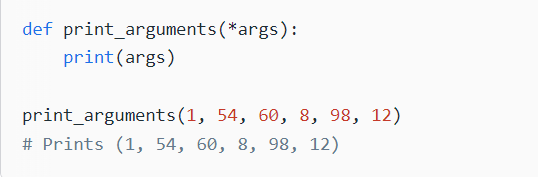 def print_arguments(*args):
    print(args)

print_arguments(1, 54, 60, 8, 98, 12)
# Prints (1, 54, 60, 8, 98, 12)